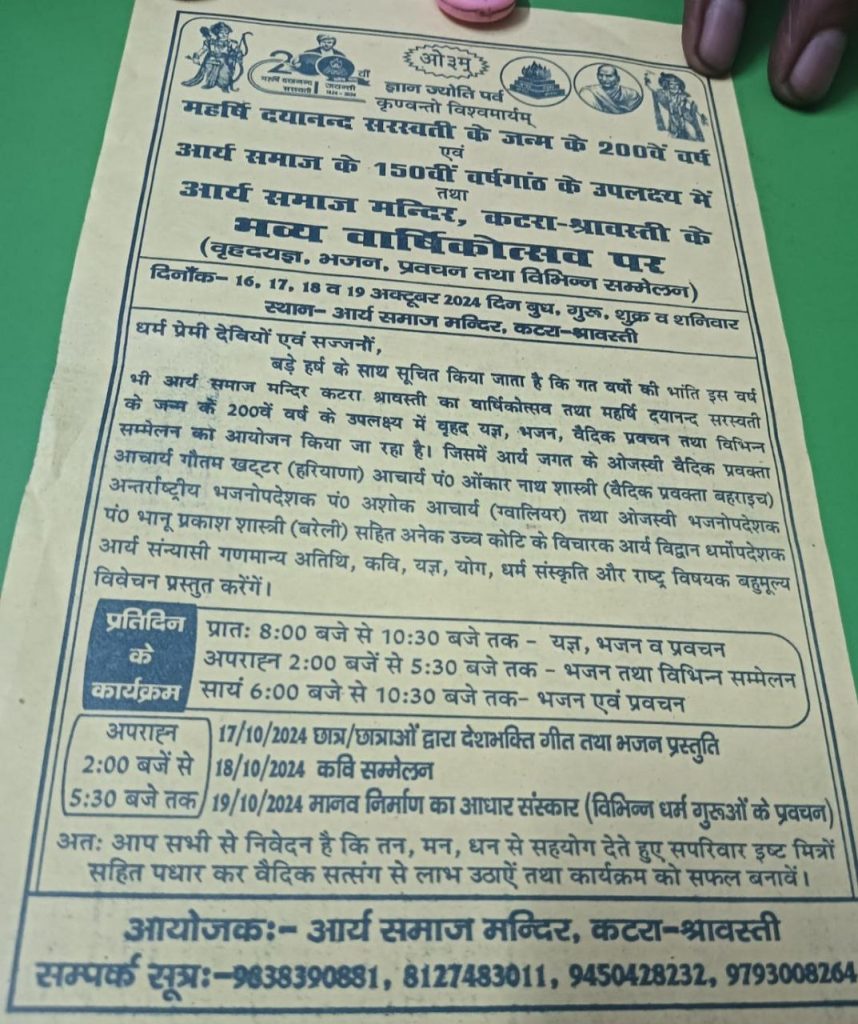 ओ३म्
200वीं
महर्षि दयानन्द
सरस्वती जयन्ती
ज्ञान ज्योति पर्व
कृण्वन्तो विश्वमार्यम्
महर्षि दयानन्द सरस्वती के जन्म के 200वें वर्ष
एवं
आर्य समाज के 150वीं वर्षगांठ के उपलक्ष्य में
तथा
आर्य समाज मन्दिर, कटरा-श्रावस्ती के
भव्य वार्षिकोत्सव पर
(वृहदयज्ञ, भजन, प्रवचन तथा विभिन्न सम्मेलन)
दिनाँक- 16, 17, 18 व 19 अक्टूबर 2024 दिन बुध, गुरू, शुक्र व शनिवार
स्थान- आर्य समाज मन्दिर, कटरा-श्रावस्ती
धर्म प्रेमी देवियों एवं सज्जनों,
बड़े हर्ष के साथ सूचित किया जाता है कि गत वर्षो की भांति इस वर्ष
भी आर्य समाज मन्दिर कटरा श्रावस्ती का वार्षिकोत्सव तथा महर्षि दयानन्द सरस्वती
के जन्म के 200वें वर्ष के उपलक्ष्य में वृहद यज्ञ, भजन, वैदिक प्रवचन तथा विभिन्न
सम्मेलन का आयोजन किया जा रहा है। जिसमें आर्य जगत के ओजस्वी वैदिक प्रवक्ता
आचार्य गौतम खट्टर (हरियाणा) आचार्य पं० ओंकार नाथ शास्त्री (वैदिक प्रवक्ता बहराइच)
अन्तर्राष्ट्रीय भजनोपदेशक पं० अशोक आचार्य (ग्वालियर) तथा ओजस्वी भजनोपदेशक
पं० भानू प्रकाश शास्त्री (बरेली) सहित अनेक उच्च कोटि के विचारक आर्य विद्वान धर्मोपदेशक
आर्य संन्यासी गणमान्य अतिथि, कवि, यज्ञ, योग, धर्म संस्कृति और राष्ट्र विषयक बहुमूल्य
विवेचन प्रस्तुत करेंगें।
प्रतिदिन
के
कार्यक्रम
प्रातः 8:00 बजे से 10:30 बजे तक - यज्ञ, भजन व प्रवचन
अपराह्न 2:00 बजें से 5:30 बजे तक - भजन तथा विभिन्न सम्मेलन
सायं 6:00 बजे से 10:30 बजे तक- भजन एवं प्रवचन
अपराह्न
2:00 बजें से
5:30 बजे तक
17/10/2024 छात्र/छात्राओं द्वारा देशभक्ति गीत तथा भजन प्रस्तुति
18/10/2024 कवि सम्मेलन
19/10/2024 मानव निर्माण का आधार संस्कार (विभिन्न धर्म गुरूओं के प्रवचन)
अतः आप सभी से निवेदन है कि तन, मन, धन से सहयोग देते हुए सपरिवार इष्ट मित्रों
सहित पधार कर वैदिक सत्संग से लाभ उठाऐं तथा कार्यक्रम को सफल बनावें।
आयोजकः- आर्य समाज मन्दिर, कटरा-श्रावस्ती
सम्पर्क सूत्रः-9838390881, 8127483011, 9450428232, 9793008264